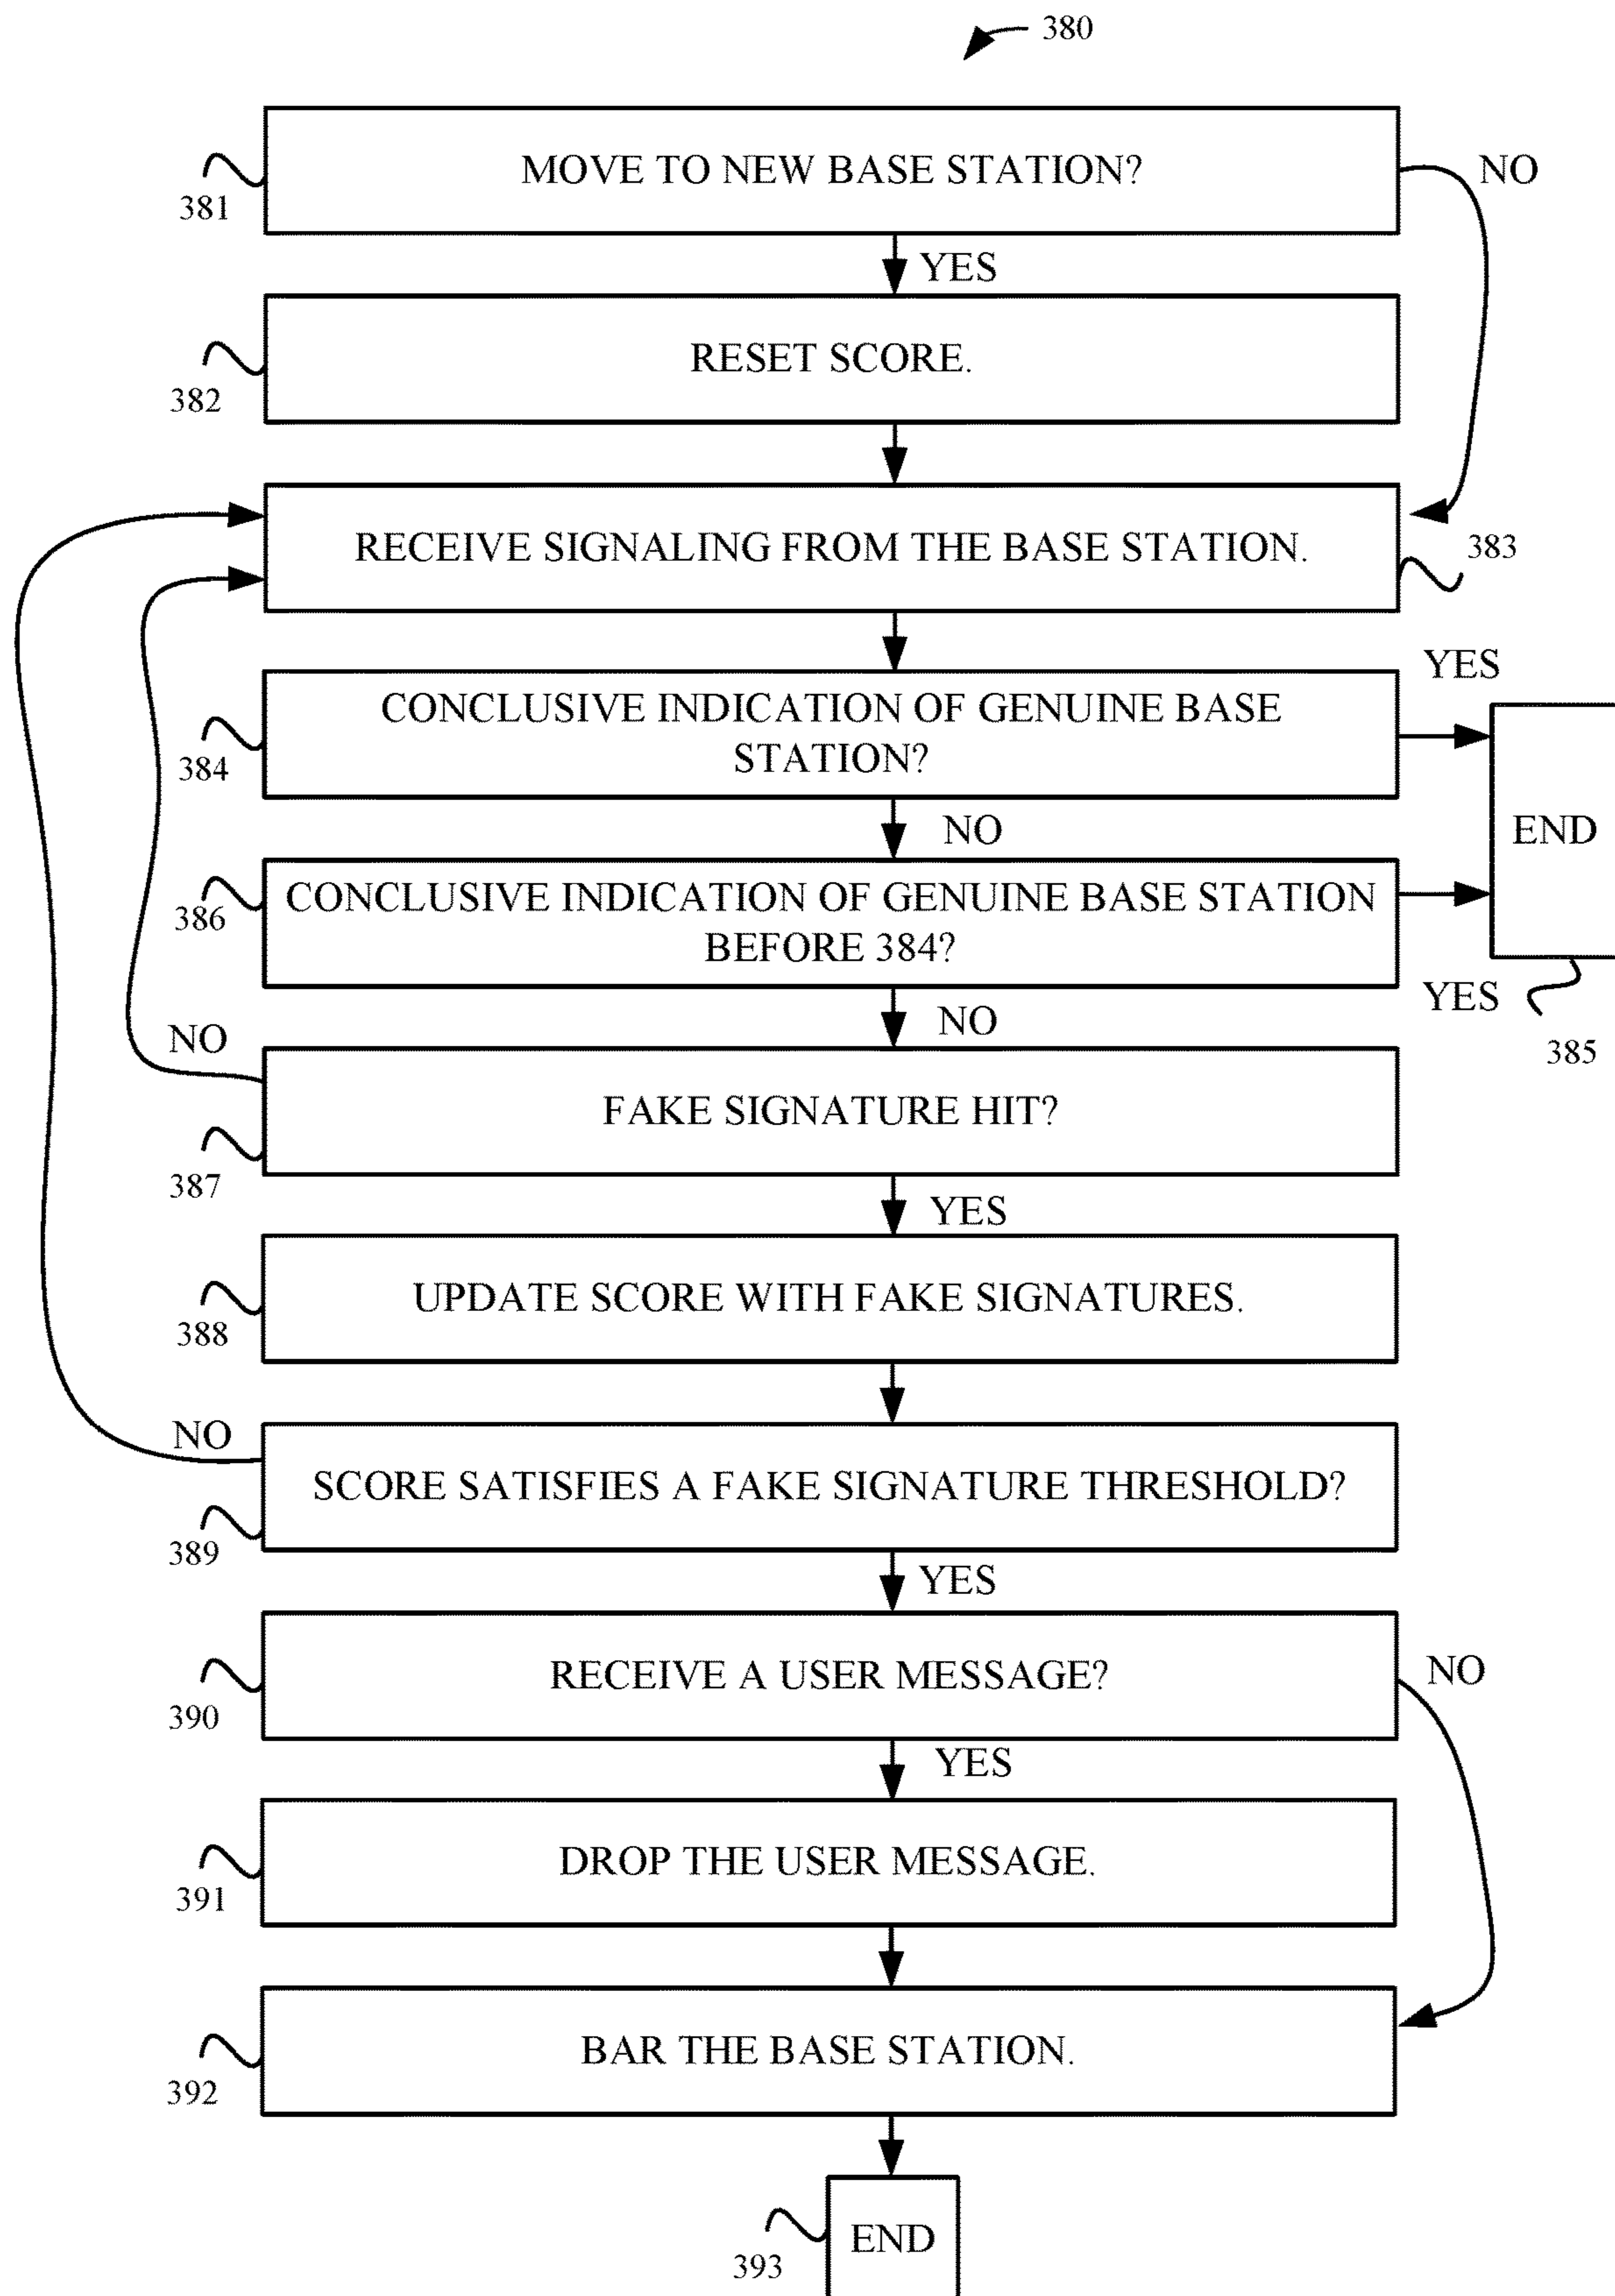 380
MOVE TO NEW BASE STATION?
NO
381
YES
RESET SCORE.
382
RECEIVE SIGNALING FROM THE BASE STATION.
383
CONCLUSIVE INDICATION OF GENUINE BASE
STATION?
YES
384
END
NO
CONCLUSIVE INDICATION OF GENUINE BASE STATION
BEFORE 384?
386
YES
385
NO
NO
FAKE SIGNATURE HIT?
387
YES
UPDATE SCORE WITH FAKE SIGNATURES.
388
NO
SCORE SATISFIES A FAKE SIGNATURE THRESHOLD?
389
YES
RECEIVE A USER MESSAGE?
NO
390
YES
DROP THE USER MESSAGE.
391
BAR THE BASE STATION.
392
END
393